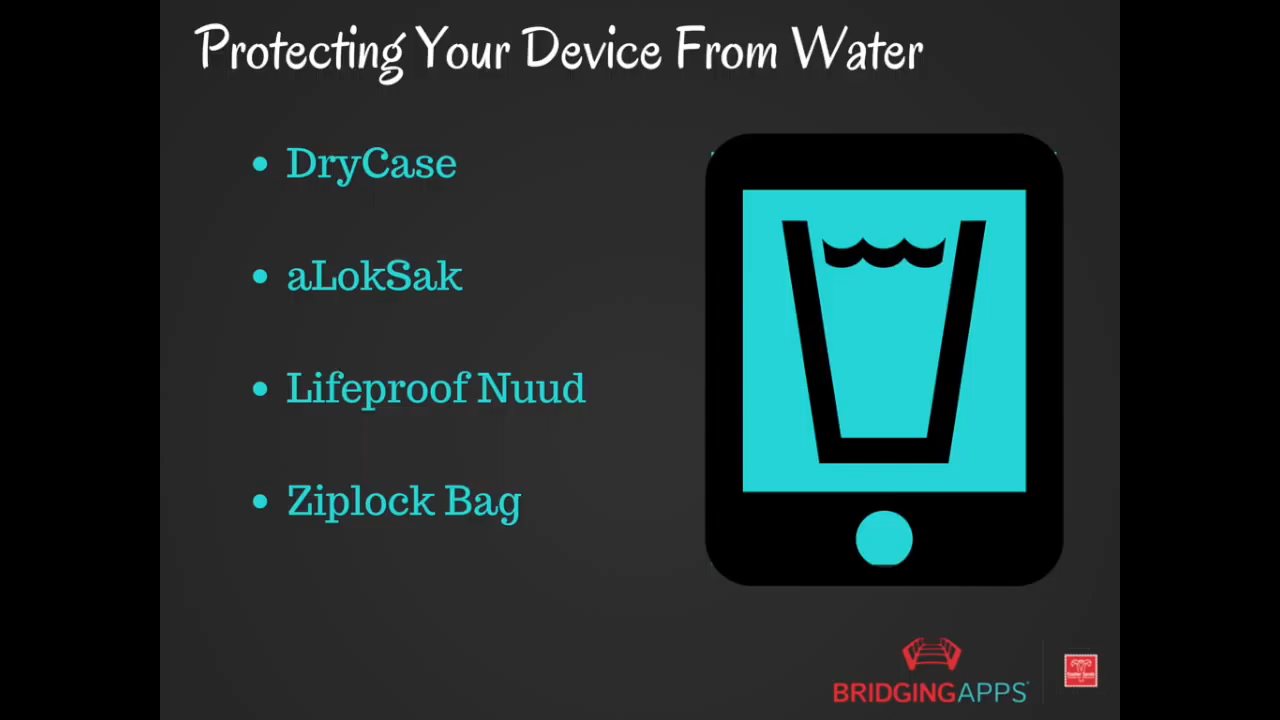 Protecting Your Device From Water
DryCase
aLokSak
Lifeproof Nuud
Ziplock Bag
BRIDGINGAPPS